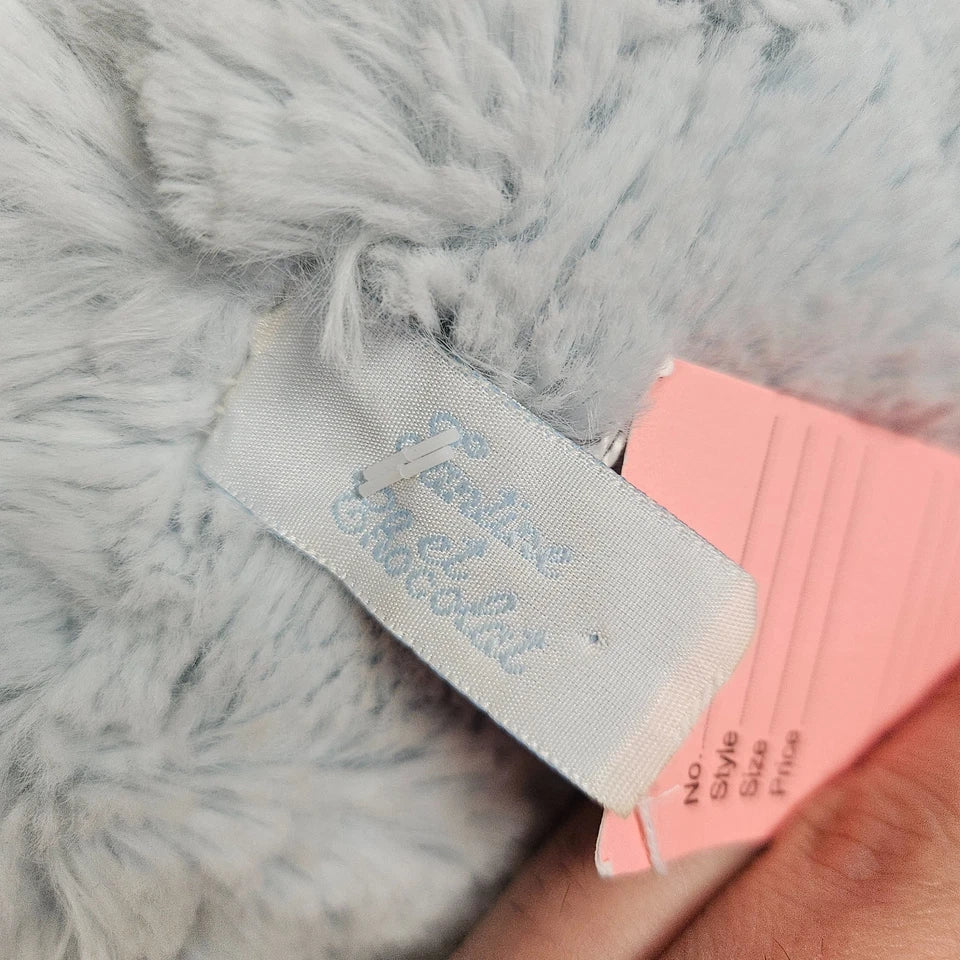 Tartine
et
Chocolat
No.
Style
Size
Price